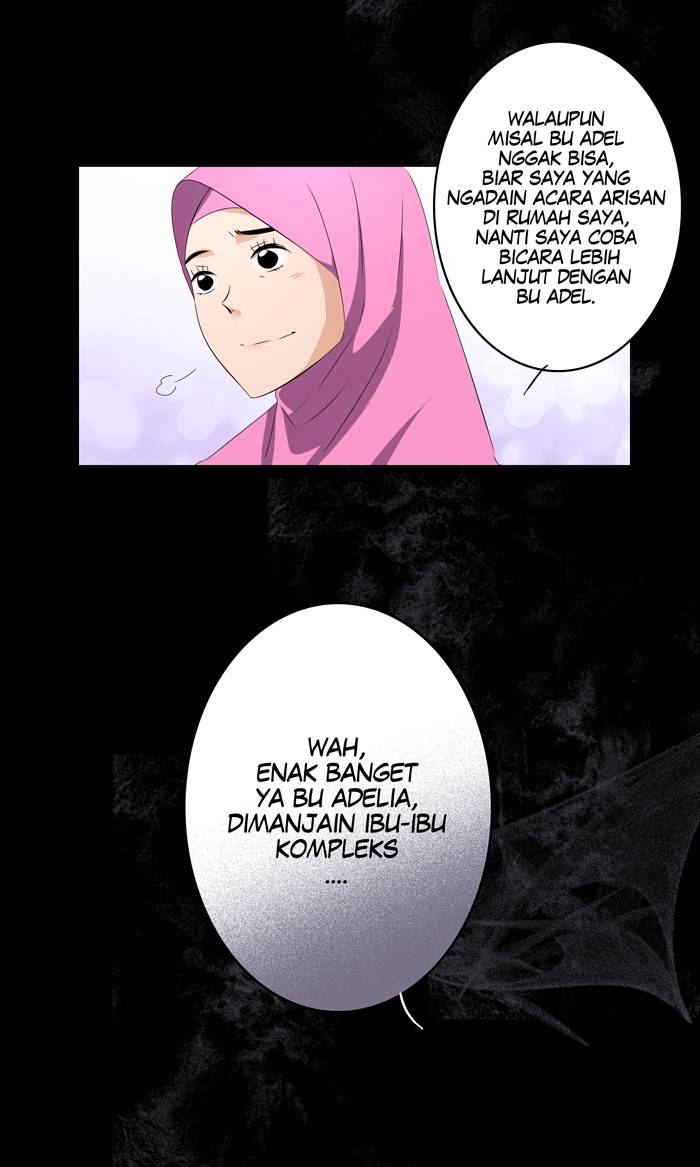 WALAUPUN
MISAL BU ADEL
NGGAK BISA,
BIAR SAYA YANG
NGADAIN ACARA ARISAN
DI RUMAH SAYA,
NANTI SAYA COBA
BICARA LEBIH
LANJUT DENGAN
BU ADEL.
WAH,
ENAK BANGET
YA BU ADELIA,
DIMANJAIN IBU-IBU
KOMPLEKS
....